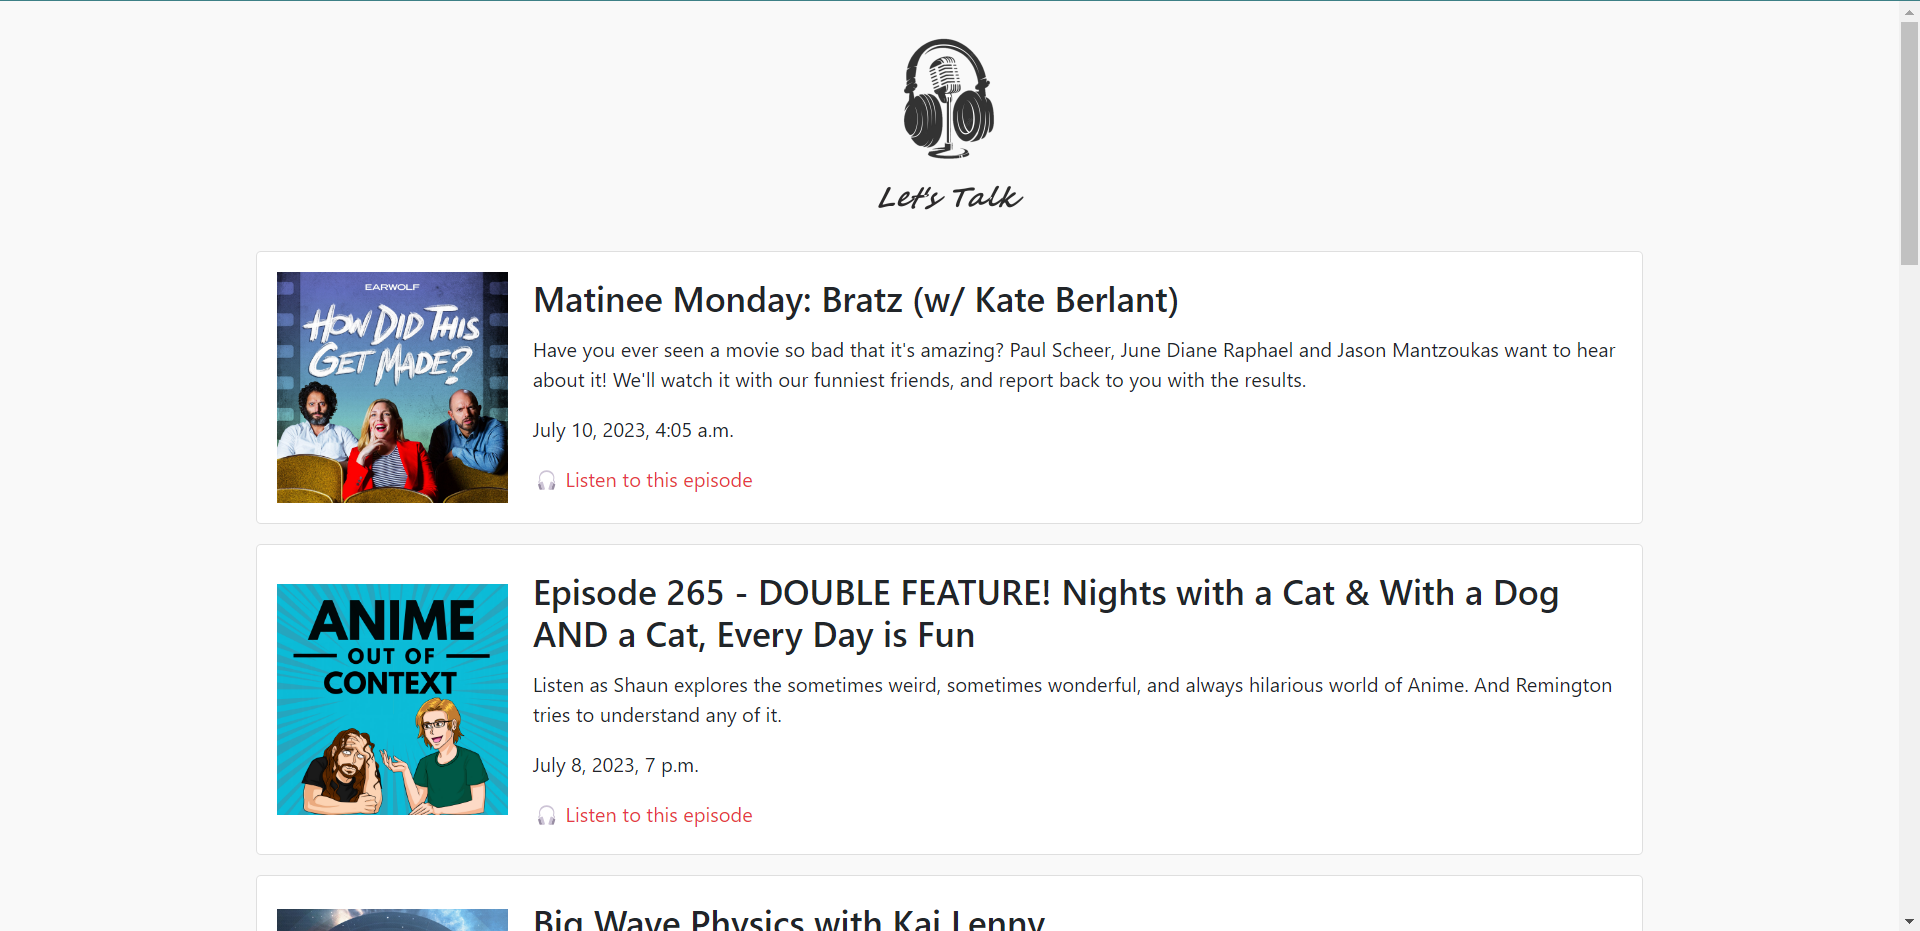 Let's Talk
EARWOLF
HOW DID THIS
GET MADE?
Matinee Monday: Bratz (w/ Kate Berlant)
Have you ever seen a movie so bad that it's amazing? Paul Scheer, June Diane Raphael and Jason Mantzoukas want to hear
about it! We'll watch it with our funniest friends, and report back to you with the results.
July 10, 2023, 4:05 a.m.
Listen to this episode
ANIME
OUT OF
CONTEXT
Episode 265 - DOUBLE FEATURE! Nights with a Cat & With a Dog
AND a Cat, Every Day is Fun
Listen as Shaun explores the sometimes weird, sometimes wonderful, and always hilarious world of Anime. And Remington
tries to understand any of it.
July 8, 2023, 7 p.m.
Listen to this episode
Big Wave Physics with Kai Lenny